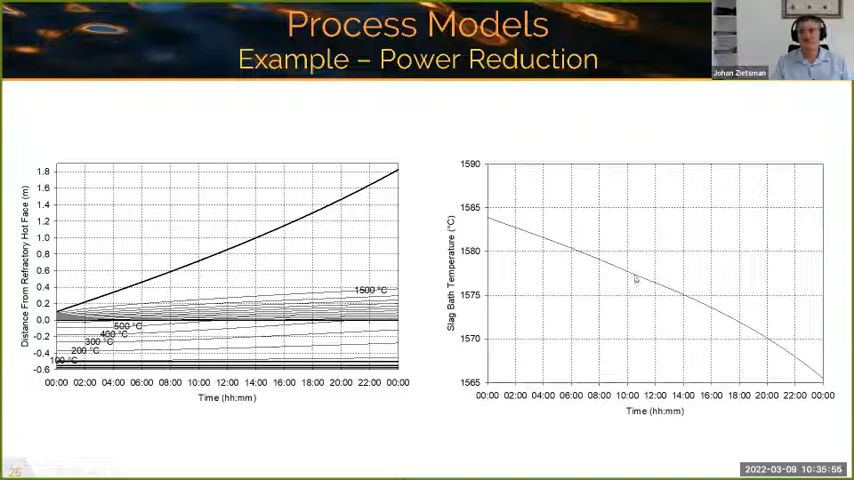 Process Models
Example – Power Reduction
Johan Zietsman
Distance From Refractory Hot Face (m)
1.8
1.6
1.4
1.2
1.0
0.8
0.6
0.4
0.2
0.0
-0.2
-0.4
-0.6
1500 °C
500 °C
400 °C
300 °C
200 °C
100 °C
00:00 02:00 04:00 06:00 08:00 10:00 12:00 14:00 16:00 18:00 20:00 22:00 00:00
Time (hh:mm)
Slag Bath Temperature (°C)
1590
1585
1580
1575
1570
1565
00:00 02:00 04:00 06:00 08:00 10:00 12:00 14:00 16:00 18:00 20:00 22:00 00:00
Time (hh:mm)
26
2022-03-09 10:35:56